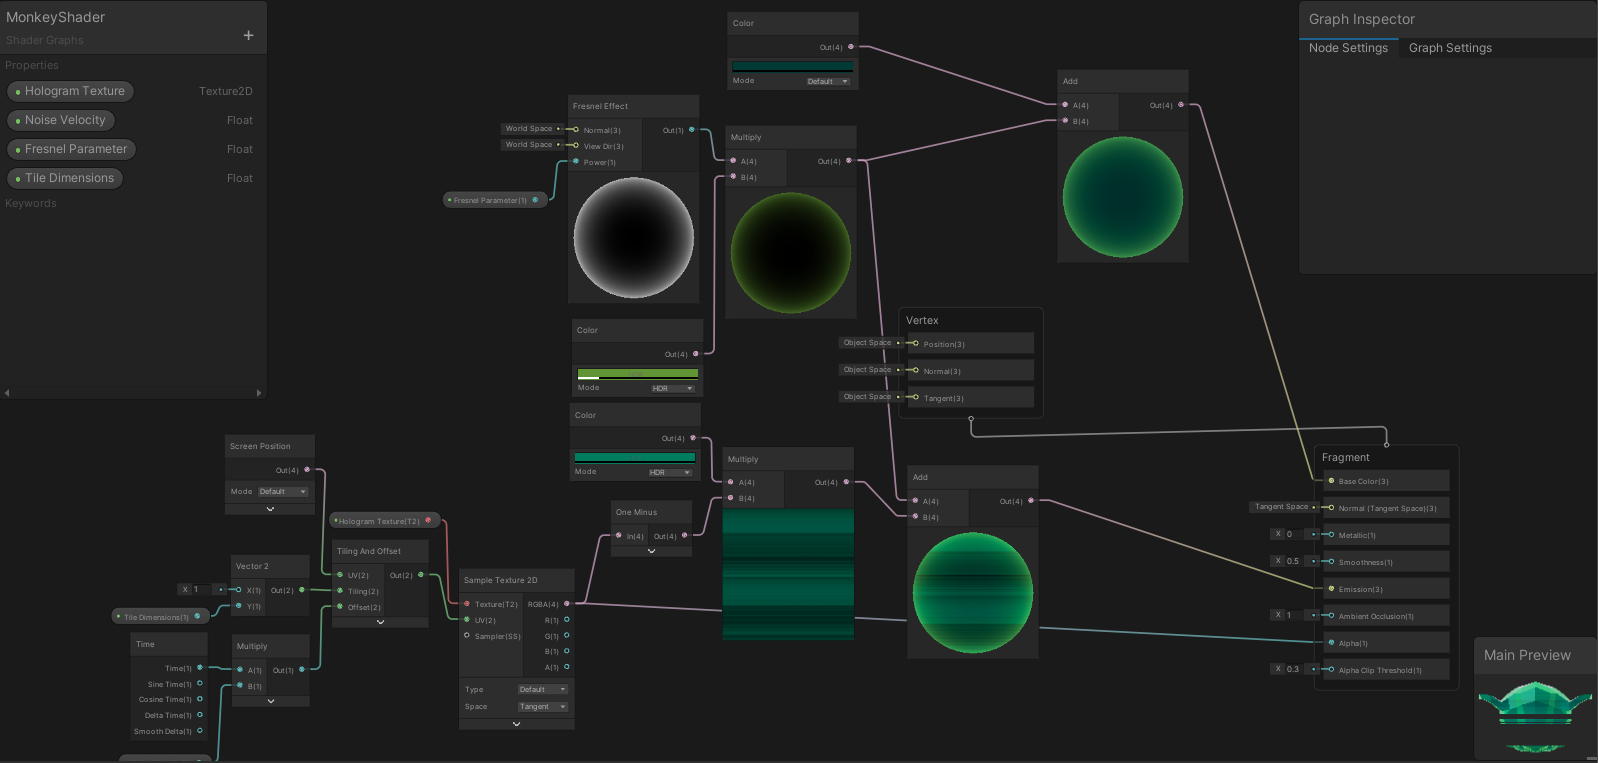 MonkeyShader
Shader Graphs
+
Properties
Hologram Texture Texture2D
Noise Velocity Float
Fresnel Parameter Float
Tile Dimensions Float
Keywords
Color
Out(4)
Mode Default
Fresnel Effect
World Space Normal(3) Out(1)
World Space View Dir(3)
Power(1)
Fresnel Parameter(1)
Multiply
A(4) Out(4)
B(4)
Add
A(4) Out(4)
B(4)
Graph Inspector
Node Settings Graph Settings
Color
Out(4)
Mode HDR
Color
Out(4)
Mode HDR
Vertex
Object Space Position(3)
Object Space Normal(3)
Object Space Tangent(3)
Screen Position
Out(4)
Mode Default
Hologram Texture(T2)
Vector 2
X 1 X(1) Out(2)
Y(1)
Tile Dimensions(1)
Tiling And Offset
UV(2) Out(2)
Tiling(2)
Offset(2)
Time
Time(1)
Sine Time(1)
Cosine Time(1)
Delta Time(1)
Smooth Delta(1)
Multiply
A(1) Out(1)
B(1)
Sample Texture 2D
Texture(T2) RGBA(4)
UV(2) R(1)
Sampler(SS) G(1)
B(1)
A(1)
Type Default
Space Tangent
One Minus
In(4) Out(4)
Multiply
A(4) Out(4)
B(4)
Add
A(4) Out(4)
B(4)
Fragment
Base Color(3)
Tangent Space Normal (Tangent Space)(3)
X 0 Metallic(1)
X 0.5 Smoothness(1)
Emission(3)
X 1 Ambient Occlusion(1)
Alpha(1)
X 0.3 Alpha Clip Threshold(1)
Main Preview